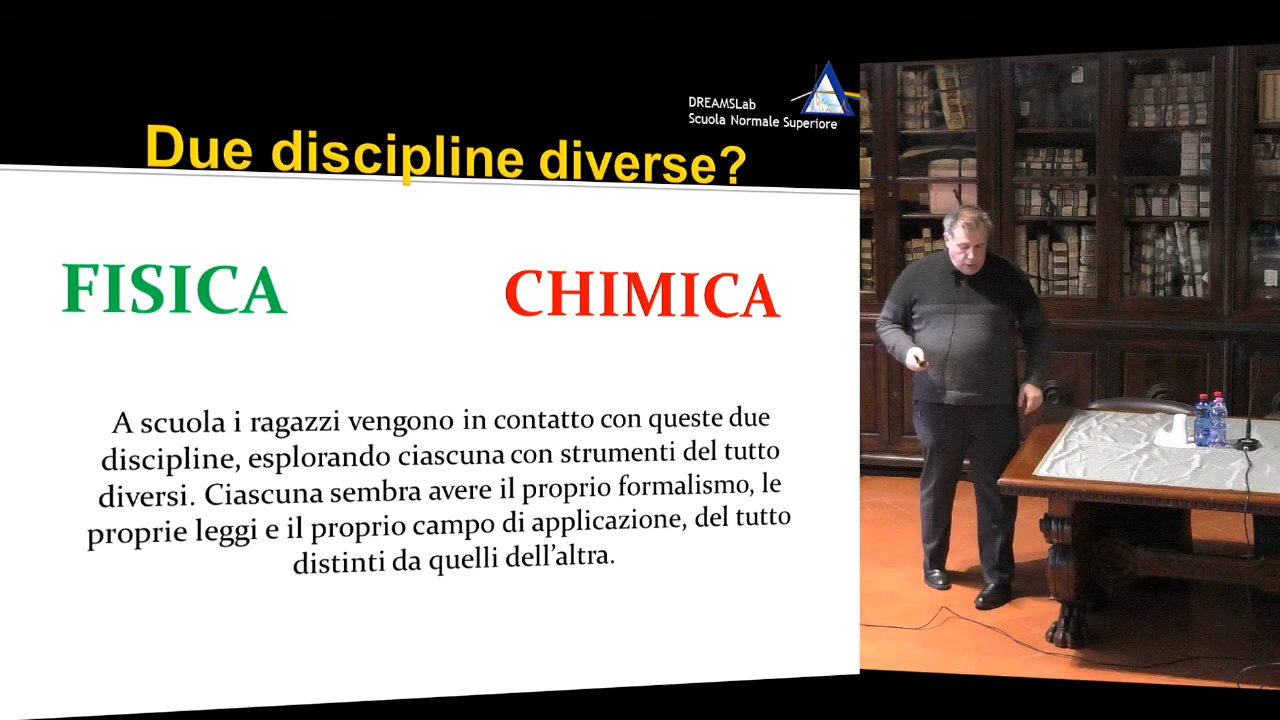 DREAMSLab
Scuola Normale Superiore
Due discipline diverse?
FISICA
CHIMICA
A scuola i ragazzi vengono in contatto con queste due
discipline, esplorando ciascuna con strumenti del tutto
diversi. Ciascuna sembra avere il proprio formalismo, le
proprie leggi e il proprio campo di applicazione, del tutto
distinti da quelli dell’altra.